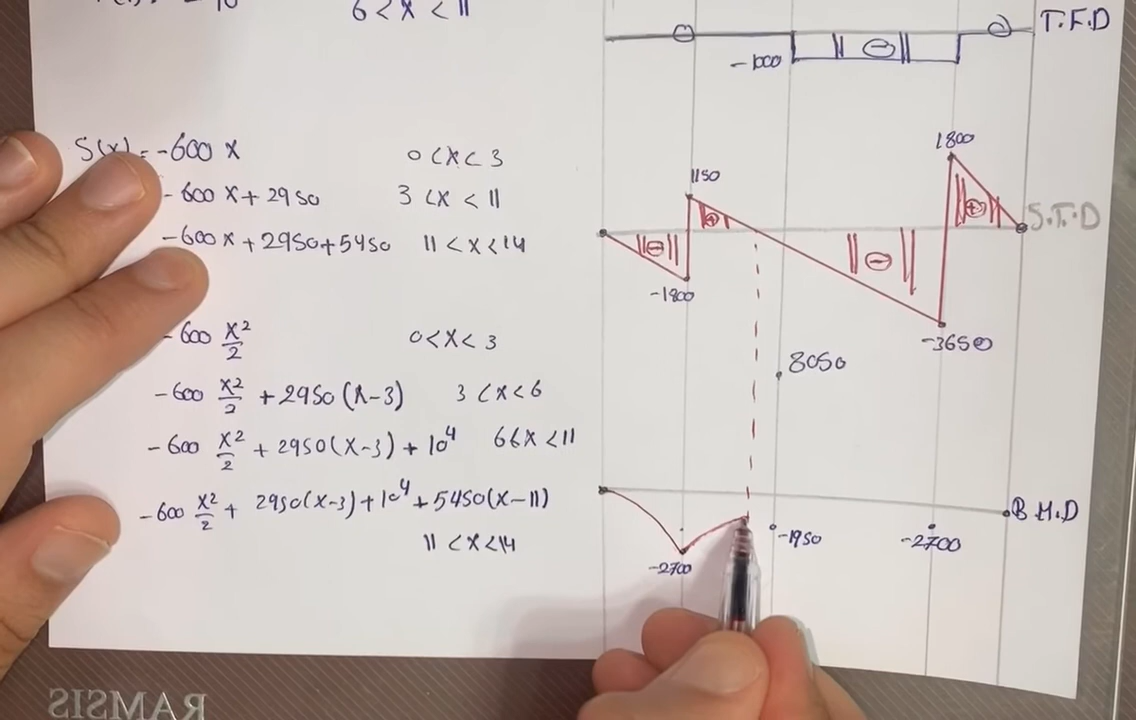 6 < x < 11
T.F.D
-1000
S(x) = -600 x 0 < x < 3
-600 x + 2950 3 < x < 11
-600x + 2950 + 5450 11 < x < 14
1150
-1800
1800
S.T.D
-3650
-600 x²/2 0 < x < 3
-600 x²/2 + 2950 (x-3) 3 < x < 6
-600 x²/2 + 2950(x-3) + 10⁴ 66x < 11
-600 x²/2 + 2950(x-3) + 10⁴ + 5450(x-11)
11 < x < 14
8050
B.M.D
-1950
-2700
-2700
RAMSIS